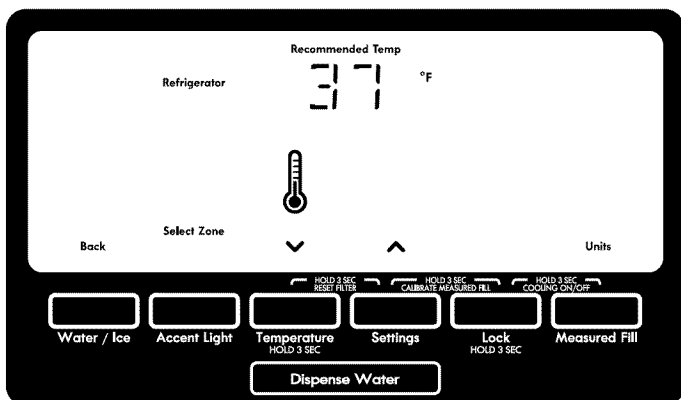 Recommended Temp
Refrigerator 37 °F
Select Zone
Back Units
HOLD 3 SEC HOLD 3 SEC HOLD 3 SEC
RESET FILTER CALIBRATE MEASURED FILL COOLING ON/OFF
Water / Ice Accent Light Temperature Settings Lock Measured Fill
HOLD 3 SEC HOLD 3 SEC
Dispense Water